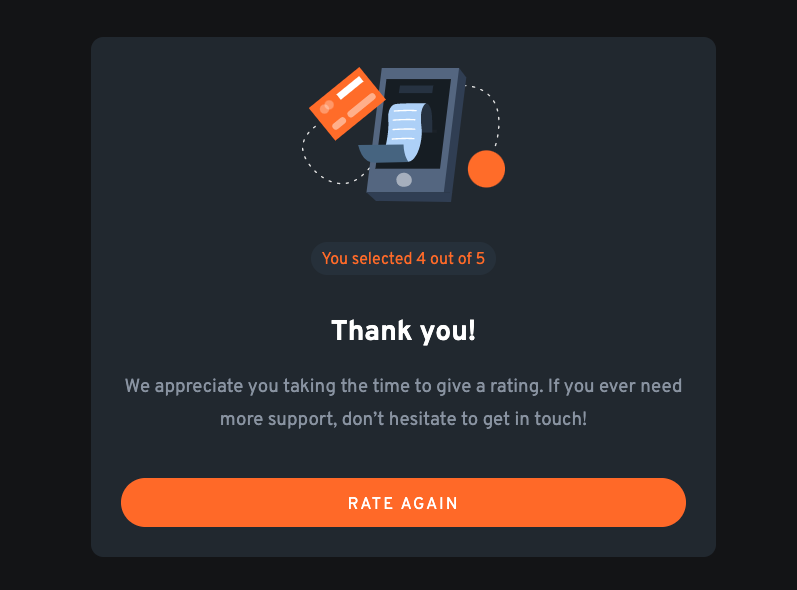 You selected 4 out of 5
Thank you!
We appreciate you taking the time to give a rating. If you ever need
more support, don’t hesitate to get in touch!
RATE AGAIN